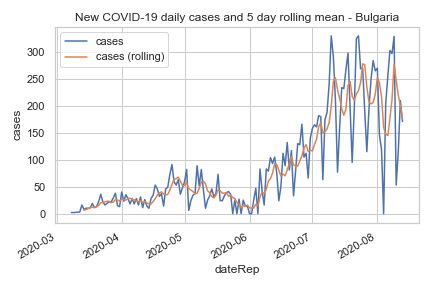 New COVID-19 daily cases and 5 day rolling mean - Bulgaria
cases
cases (rolling)
300
250
200
150
100
50
0
cases
2020-03
2020-04
2020-05
2020-06
2020-07
2020-08
dateRep